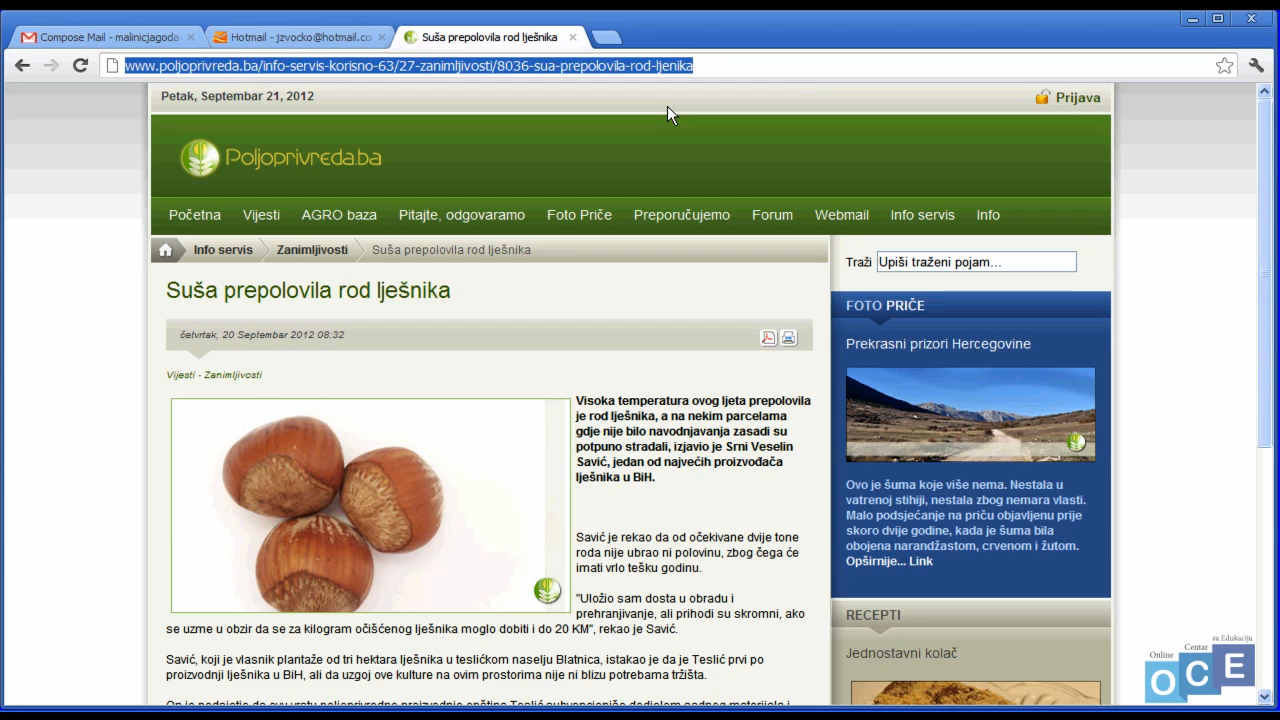 Compose Mail - malinicjagoda
Hotmail - jzvocko@hotmail.co
Suša prepolovila rod lješnika
www.poljoprivreda.ba/info-servis-korisno-63/27-zanimljivosti/8036-sua-prepolovila-rod-ljenika
Petak, Septembar 21, 2012
Prijava
Poljoprivreda.ba
Početna Vijesti AGRO baza Pitajte, odgovaramo Foto Priče Preporučujemo Forum Webmail Info servis Info
Info servis Zanimljivosti Suša prepolovila rod lješnika
Traži Upiši traženi pojam...
Suša prepolovila rod lješnika
četvrtak, 20 Septembar 2012 08:32
Vijesti - Zanimljivosti
Visoka temperatura ovog ljeta prepolovila
je rod lješnika, a na nekim parcelama
gdje nije bilo navodnjavanja zasadi su
potpuno stradali, izjavio je Srni Veselin
Savić, jedan od najvećih proizvođača
lješnika u BiH.
Savić je rekao da od očekivane dvije tone
roda nije ubrao ni polovinu, zbog čega će
imati vrlo tešku godinu.
"Uložio sam dosta u obradu i
prehranjivanje, ali prihodi su skromni, ako
se uzme u obzir da se za kilogram očišćenog lješnika moglo dobiti i do 20 KM", rekao je Savić.
Savić, koji je vlasnik plantaže od tri hektara lješnika u teslićkom naselju Blatnica, istakao je da je Teslić prvi po
proizvodnji lješnika u BiH, ali da uzgoj ove kulture na ovim prostorima nije ni blizu potrebama tržišta.
FOTO PRIČE
Prekrasni prizori Hercegovine
Ovo je šuma koje više nema. Nestala u
vatrenoj stihiji, nestala zbog nemara vlasti.
Malo podsjećanje na priču objavljenu prije
skoro dvije godine, kada je šuma bila
obojena narandžastom, crvenom i žutom.
Opširnije... Link
RECEPTI
Jednostavni kolač
Online Centar za Edukaciju
OCE